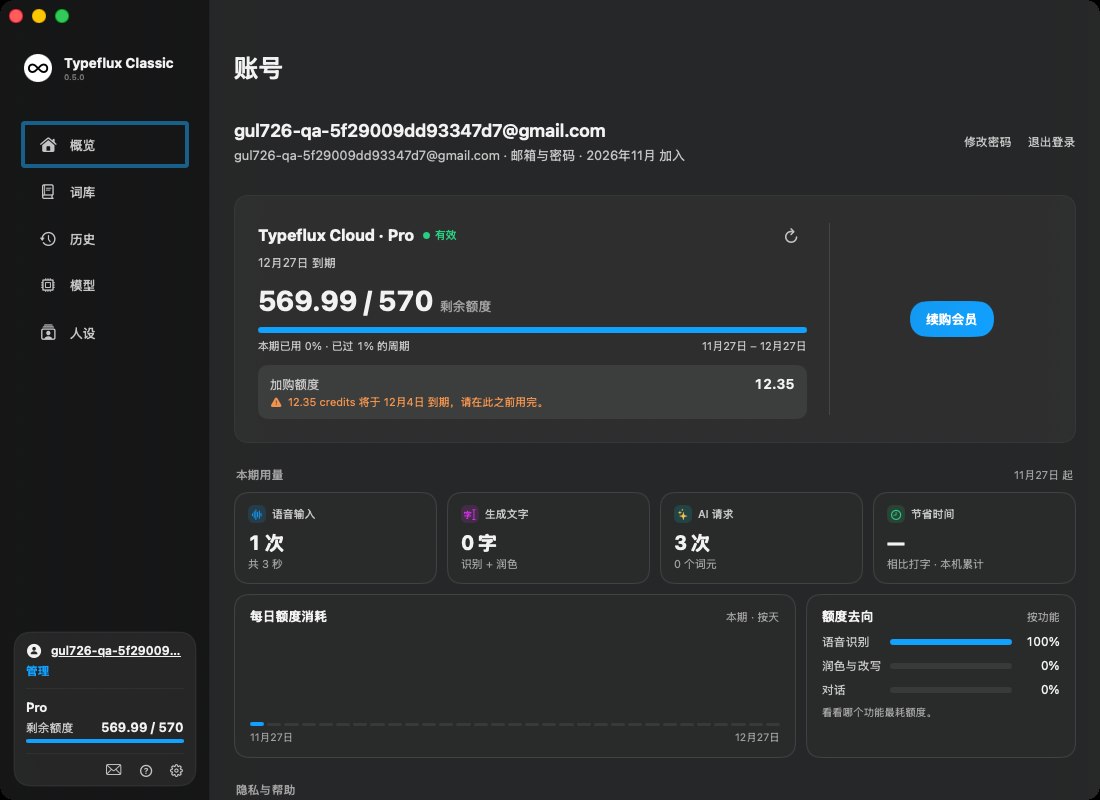 Typeflux Classic
0.5.0
概览
词库
历史
模型
人设
gul726-qa-5f29009...
管理
Pro
剩余额度 569.99 / 570
账号
gul726-qa-5f29009dd93347d7@gmail.com
gul726-qa-5f29009dd93347d7@gmail.com · 邮箱与密码 · 2026年11月 加入
修改密码 退出登录
Typeflux Cloud · Pro 有效
12月27日 到期
569.99 / 570 剩余额度
本期已用 0% · 已过 1% 的周期 11月27日 – 12月27日
加购额度 12.35
12.35 credits 将于 12月4日 到期，请在此之前用完。
续购会员
本期用量 11月27日 起
语音输入
1 次
共 3 秒
字 生成文字
0 字
识别 + 润色
AI 请求
3 次
0 个词元
节省时间
—
相比打字 · 本机累计
每日额度消耗 本期 · 按天
11月27日 12月27日
额度去向 按功能
语音识别 100%
润色与改写 0%
对话 0%
看看哪个功能最耗额度。
隐私与帮助